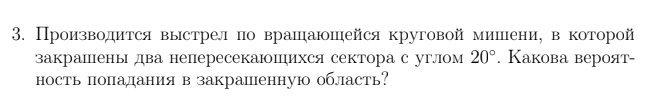 3. Производится выстрел по вращающейся круговой мишени, в которой
закрашены два непересекающихся сектора с углом 20°. Какова вероят-
ность попадания в закрашенную область?